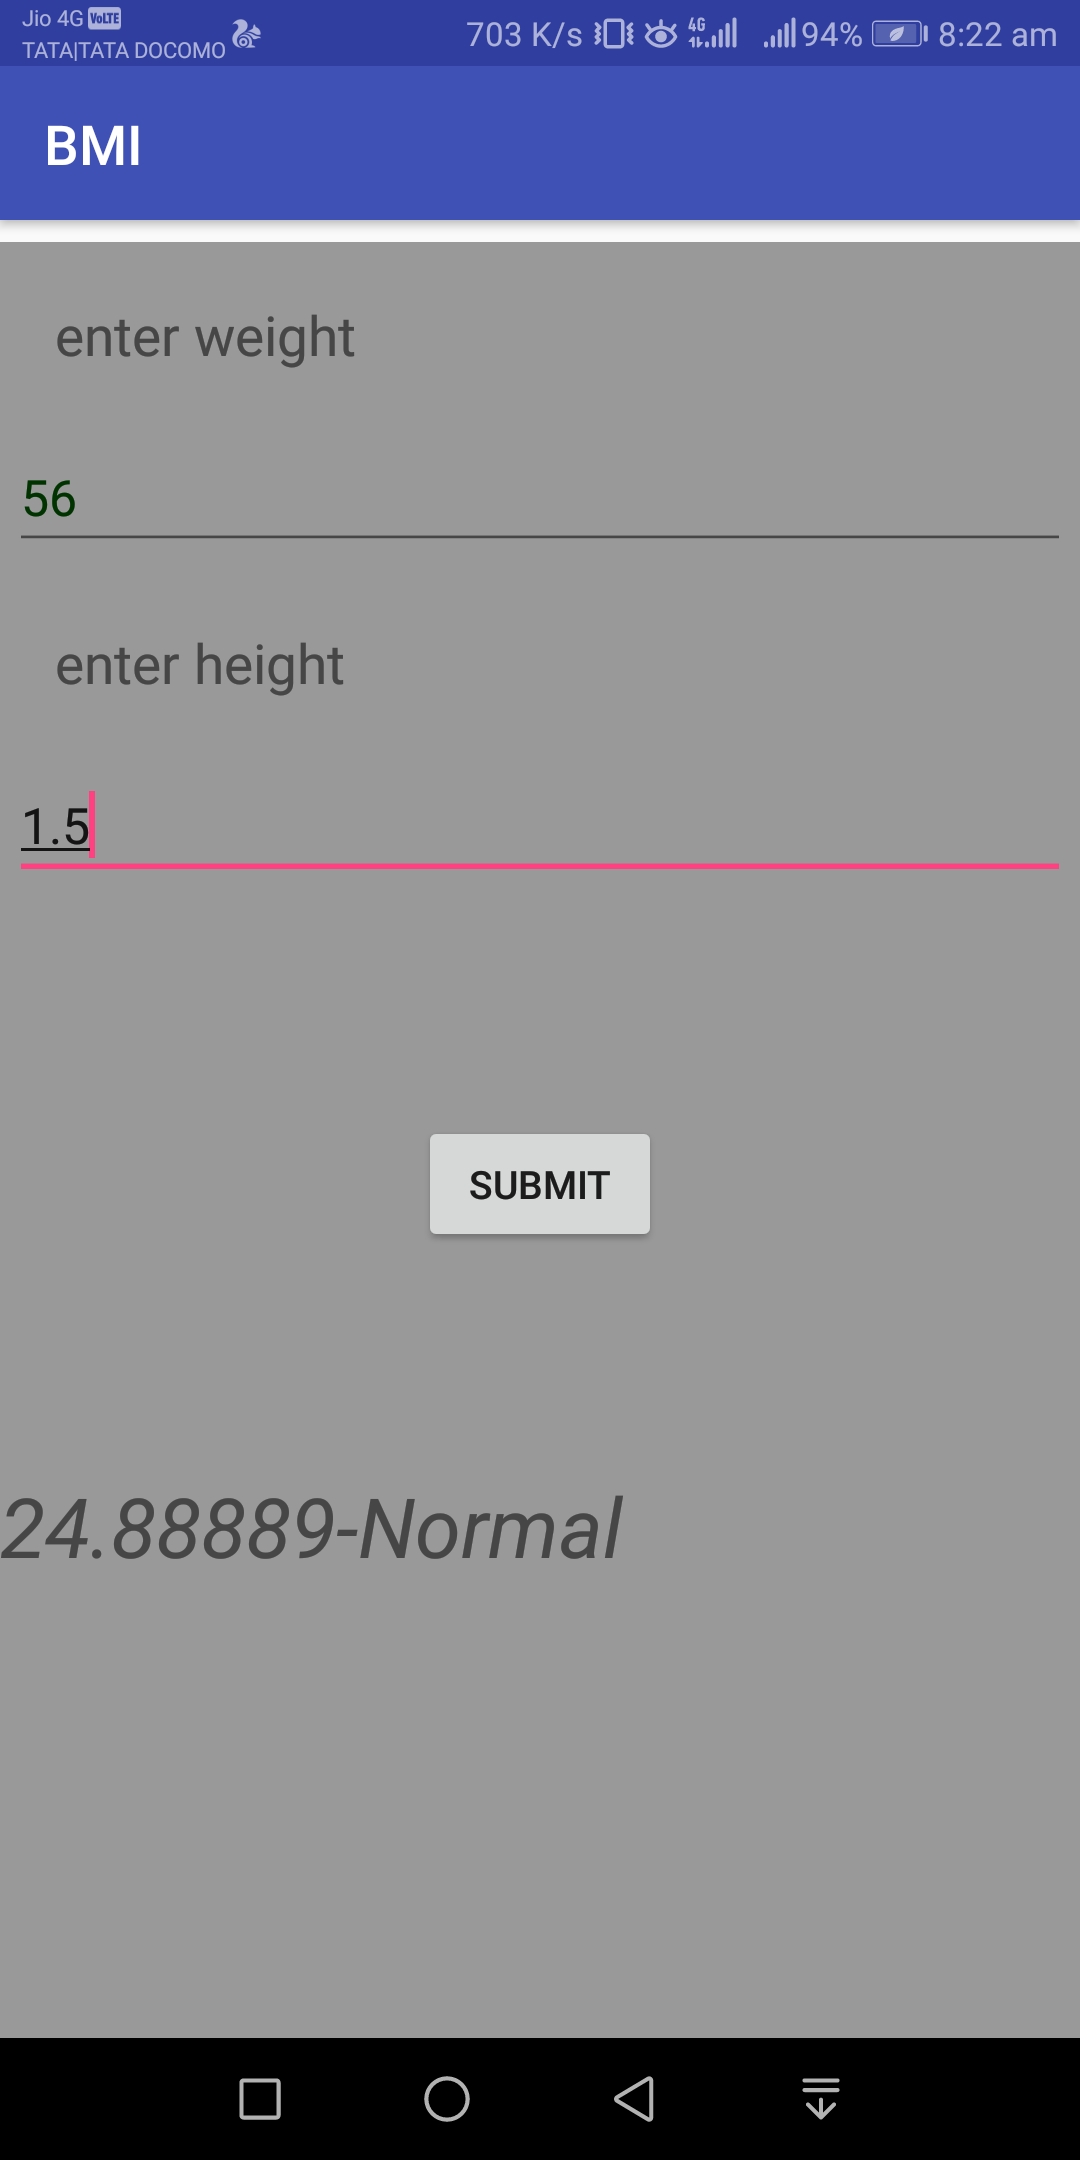 Jio 4G VoLTE
TATA|TATA DOCOMO
703 K/s 4G 94% 8:22 am
BMI
enter weight
56
enter height
1.5
SUBMIT
24.88889-Normal